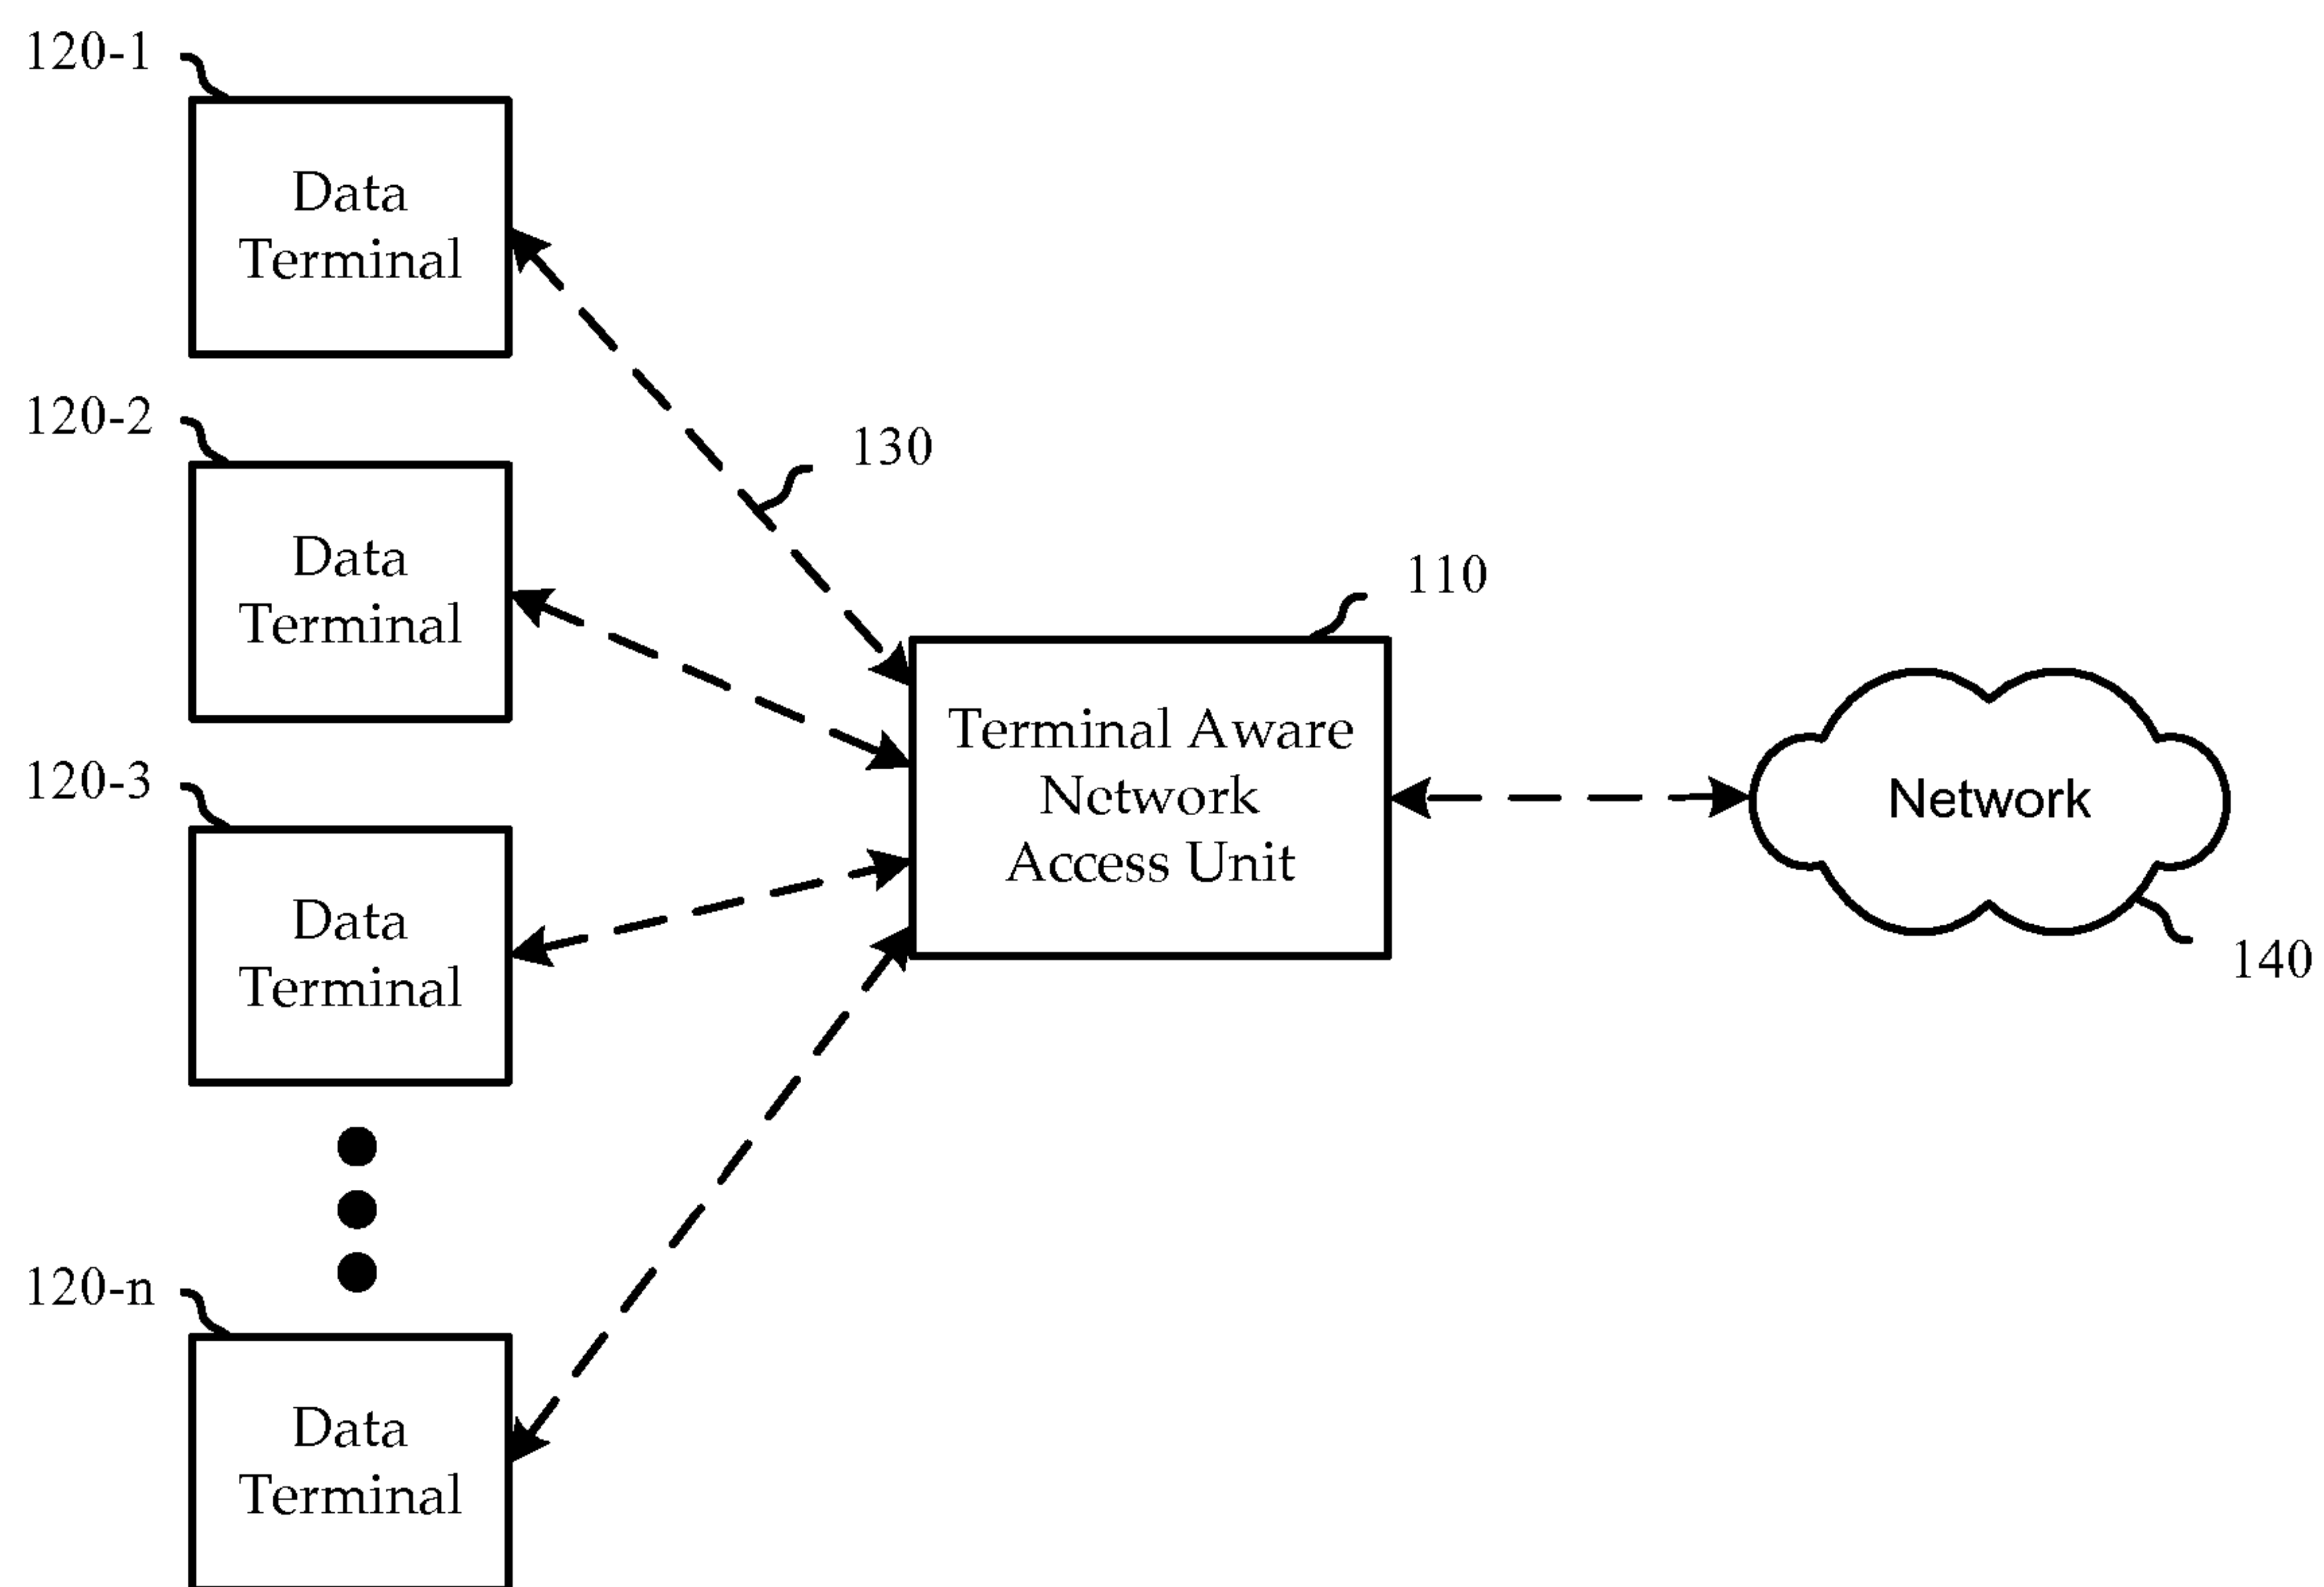 120-1
Data
Terminal
120-2
Data
Terminal
130
110
120-3
Data
Terminal
Terminal Aware
Network
Access Unit
Network
140
120-n
Data
Terminal